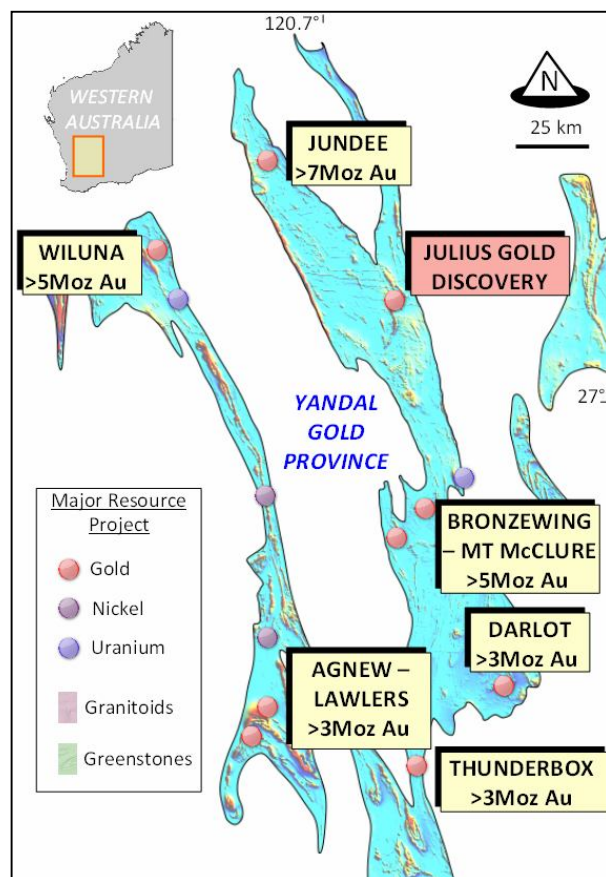 120.7°
WESTERN
AUSTRALIA
N
25 km
JUNDEE
>7Moz Au
WILUNA
>5Moz Au
JULIUS GOLD
DISCOVERY
27°
YANDAL
GOLD
PROVINCE
Major Resource
Project
Gold
Nickel
Uranium
Granitoids
Greenstones
BRONZEWING
– MT McCLURE
>5Moz Au
DARLOT
>3Moz Au
AGNEW –
LAWLERS
>3Moz Au
THUNDERBOX
>3Moz Au